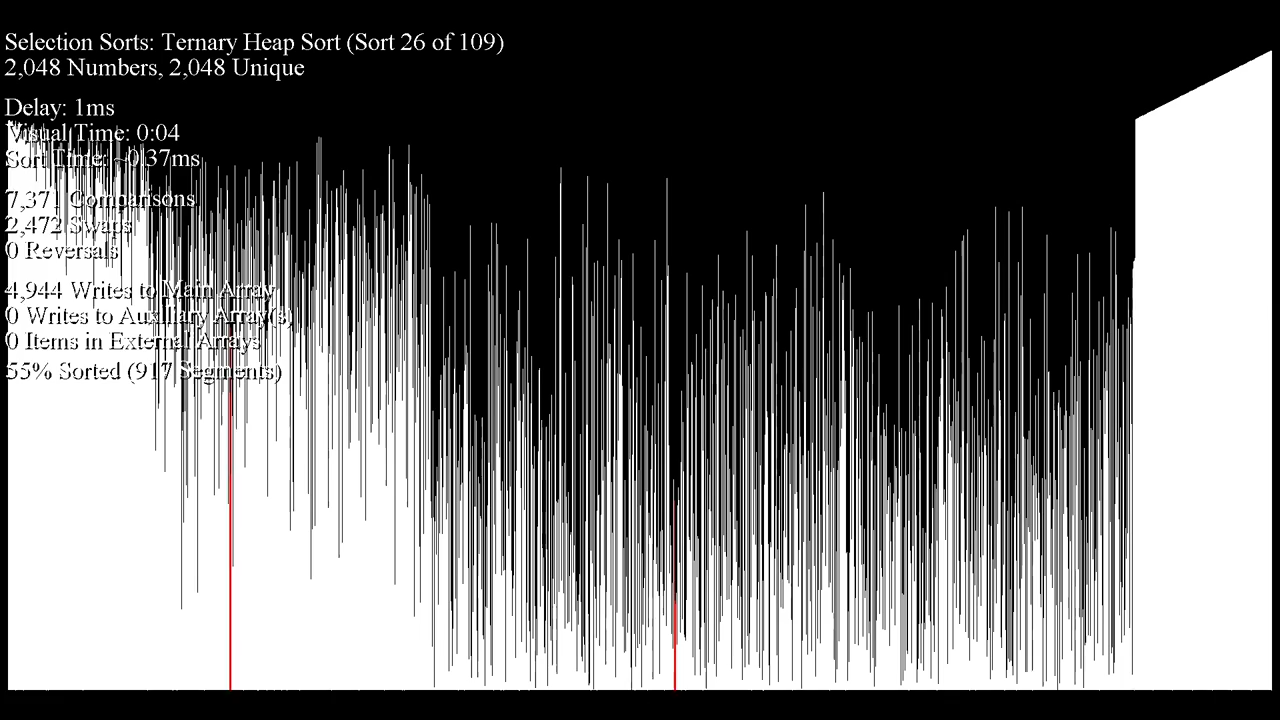 Selection Sorts: Ternary Heap Sort (Sort 26 of 109)
2,048 Numbers, 2,048 Unique
Delay: 1ms
Visual Time: 0:04
Sort Time: ~0.37ms
7,371 Comparisons
2,472 Swaps
0 Reversals
4,944 Writes to Main Array
0 Writes to Auxiliary Array(s)
0 Items in External Arrays
55% Sorted (917 Segments)